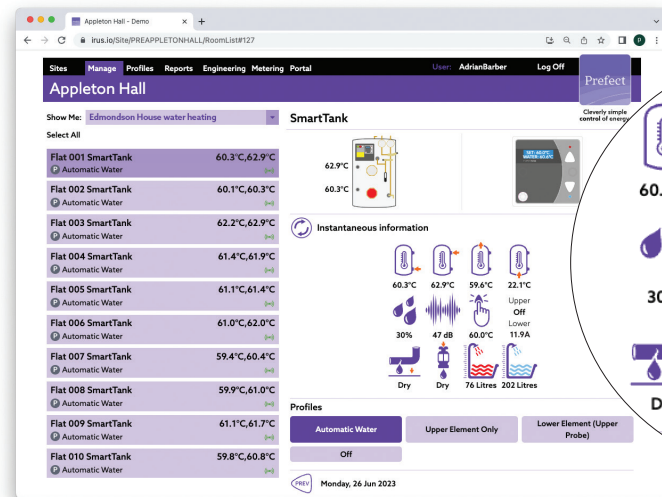 Appleton Hall - Demo
irus.io/Site/PREAPPLETONHALL/RoomList#127
P
Sites Manage Profiles Reports Engineering Metering Portal User: AdrianBarber Log Off
Appleton Hall
Prefect
Cleverly simple
control of energy
Show Me: Edmondson House water heating
Select All
Flat 001 SmartTank 60.3°C,62.9°C
P Automatic Water
Flat 002 SmartTank 60.1°C,60.3°C
P Automatic Water
Flat 003 SmartTank 62.2°C,62.9°C
P Automatic Water
Flat 004 SmartTank 61.4°C,61.9°C
P Automatic Water
Flat 005 SmartTank 61.1°C,61.4°C
P Automatic Water
Flat 006 SmartTank 61.0°C,62.0°C
P Automatic Water
Flat 007 SmartTank 59.4°C,60.4°C
P Automatic Water
Flat 008 SmartTank 59.9°C,61.0°C
P Automatic Water
Flat 009 SmartTank 61.1°C,61.7°C
P Automatic Water
Flat 010 SmartTank 59.8°C,60.8°C
P Automatic Water
SmartTank
62.9°C
60.3°C
SET: 60.0°C
WATER: 60.6°C
Instantaneous information
60.3°C 62.9°C 59.6°C 22.1°C
Upper
Off
Lower
30% 47 dB 60.0°C 11.9A
Dry Dry 76 Litres 202 Litres
Profiles
Automatic Water Upper Element Only Lower Element (Upper
Probe)
Off
PREV Monday, 26 Jun 2023
60.
30
D